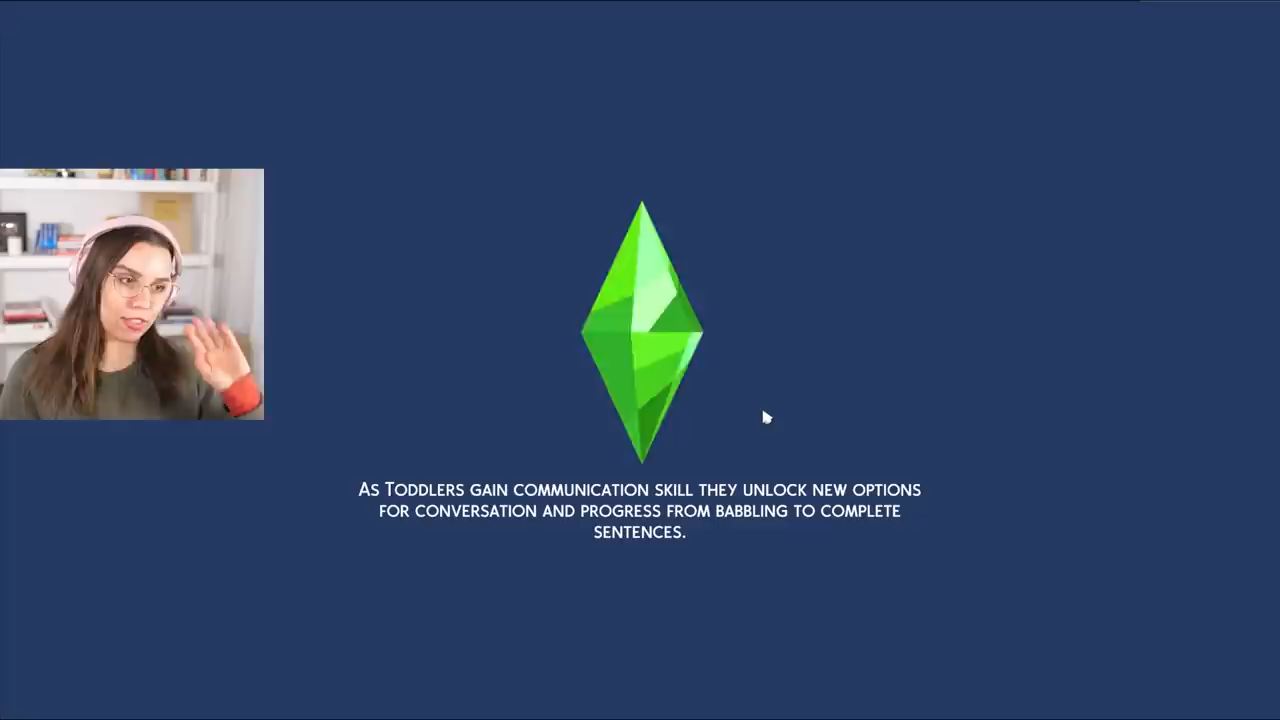 As Toddlers gain communication skill they unlock new options
for conversation and progress from babbling to complete
sentences.